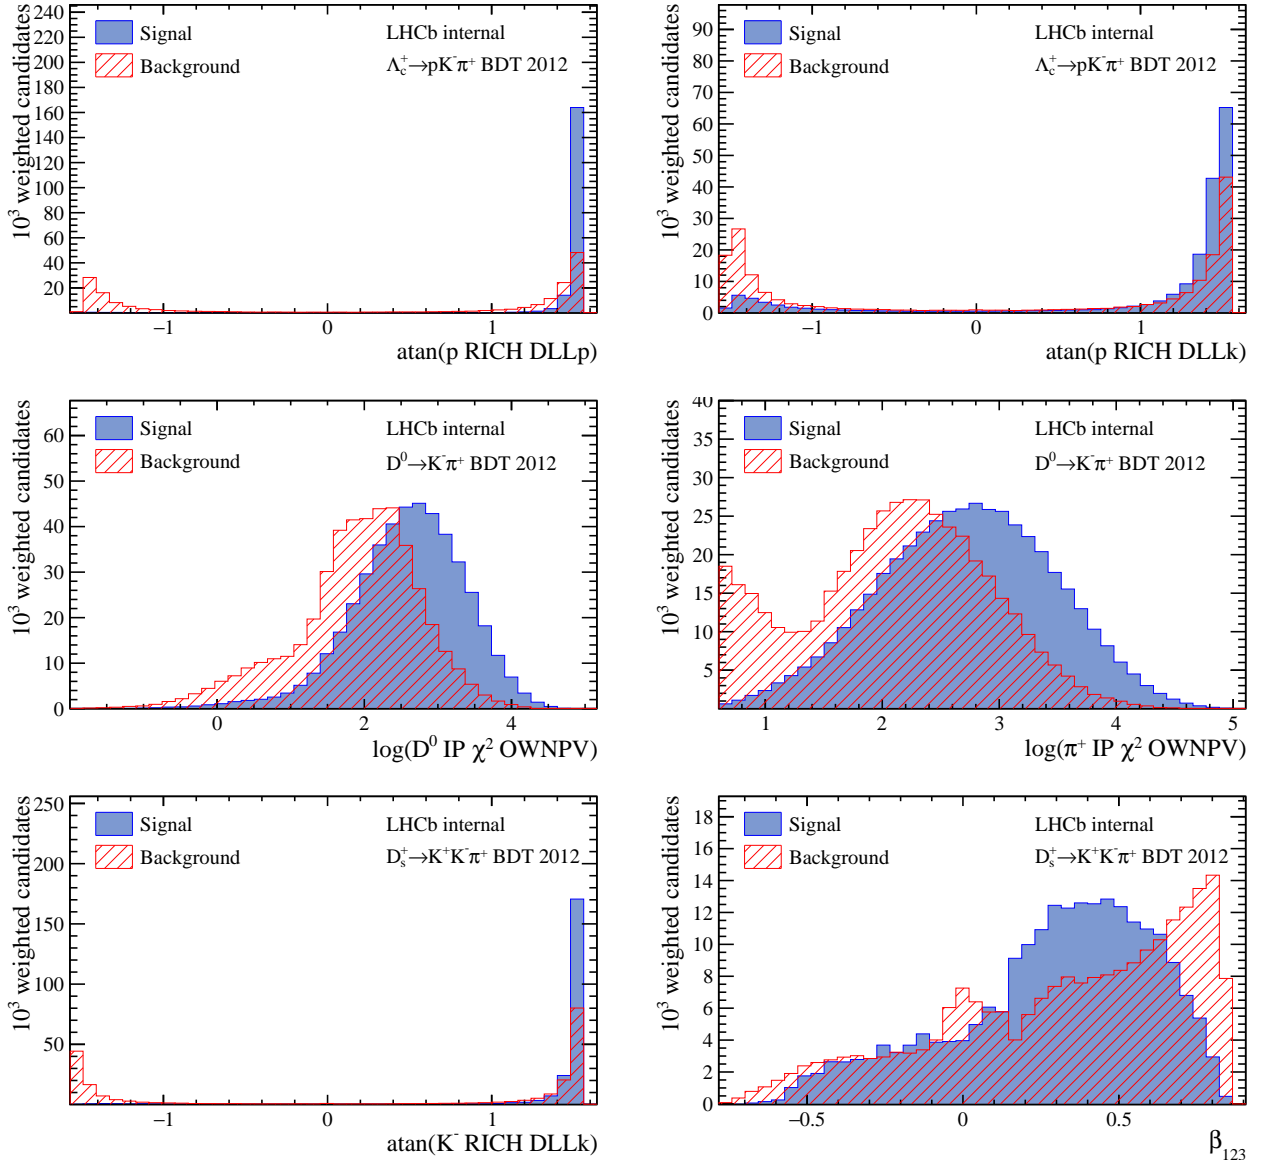 10³ weighted candidates
240
220
200
180
160
140
120
100
80
60
40
20
Signal
Background
LHCb internal
Λc⁺→pK⁻π⁺ BDT 2012
−1
0
1
atan(p RICH DLLp)
10³ weighted candidates
90
80
70
60
50
40
30
20
10
0
Signal
Background
LHCb internal
Λc⁺→pK⁻π⁺ BDT 2012
−1
0
1
atan(p RICH DLLk)
10³ weighted candidates
60
50
40
30
20
10
0
Signal
Background
LHCb internal
D⁰→K⁻π⁺ BDT 2012
0
2
4
log(D⁰ IP χ² OWNPV)
10³ weighted candidates
40
35
30
25
20
15
10
5
Signal
Background
LHCb internal
D⁰→K⁻π⁺ BDT 2012
1
2
3
4
5
log(π⁺ IP χ² OWNPV)
10³ weighted candidates
250
200
150
100
50
Signal
Background
LHCb internal
Ds⁺→K⁺K⁻π⁺ BDT 2012
−1
0
1
atan(K⁻ RICH DLLk)
10³ weighted candidates
18
16
14
12
10
8
6
4
2
0
Signal
Background
LHCb internal
Ds⁺→K⁺K⁻π⁺ BDT 2012
−0.5
0
0.5
β₁₂₃